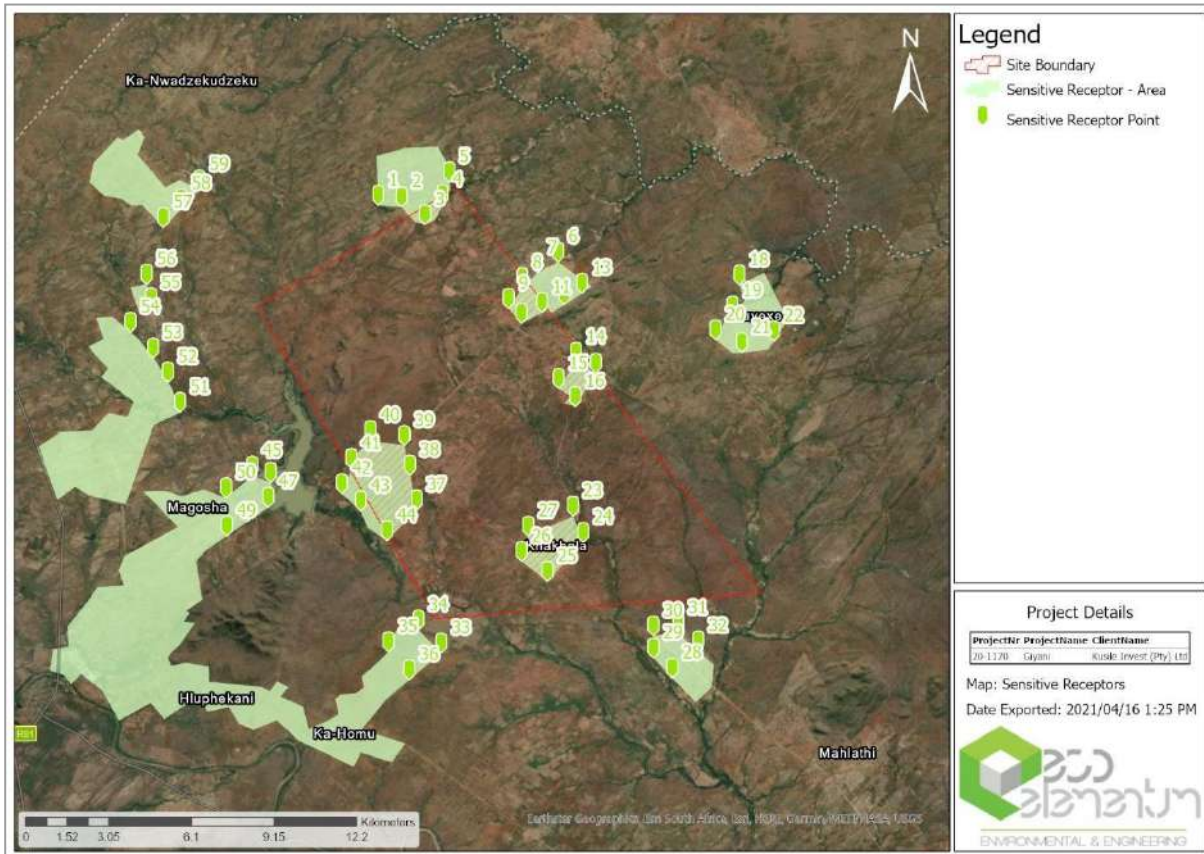 Ka-Nwadzekudzeku
N
59
58
57
5
4
1 2
3
6
7
8
13
9
11
18
19
20
22
21
56
55
54
53
52
51
14
15
16
40
39
41
38
42
43
37
44
45
50
47
Magosha
49
23
27
24
26
25
34
35
33
36
30
31
29
32
28
Hluphekani
Ka-Homu
Mahlathi
R81
Kilometers
0 1.52 3.05 6.1 9.15 12.2
Legend
Site Boundary
Sensitive Receptor - Area
Sensitive Receptor Point
Project Details
ProjectNr ProjectName ClientName
20-1170 Giyani Kusile Invest (Pty) Ltd
Map: Sensitive Receptors
Date Exported: 2021/04/16 1:25 PM
eco
elementum
ENVIRONMENTAL & ENGINEERING